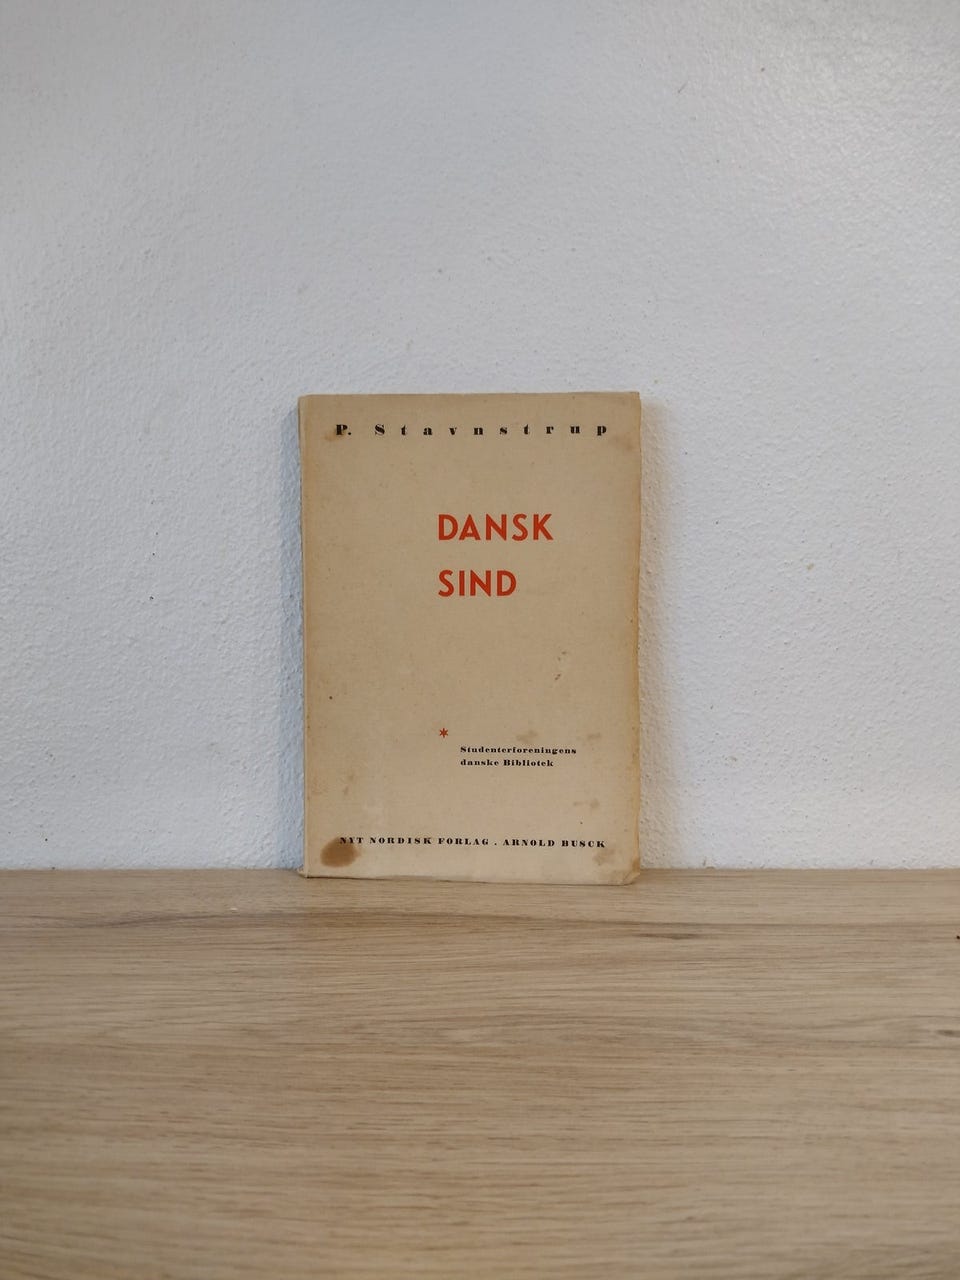 P. Stavnstrup
DANSK
SIND
*
Studenterforeningens
danske Bibliotek
NYT NORDISK FORLAG . ARNOLD BUSCK